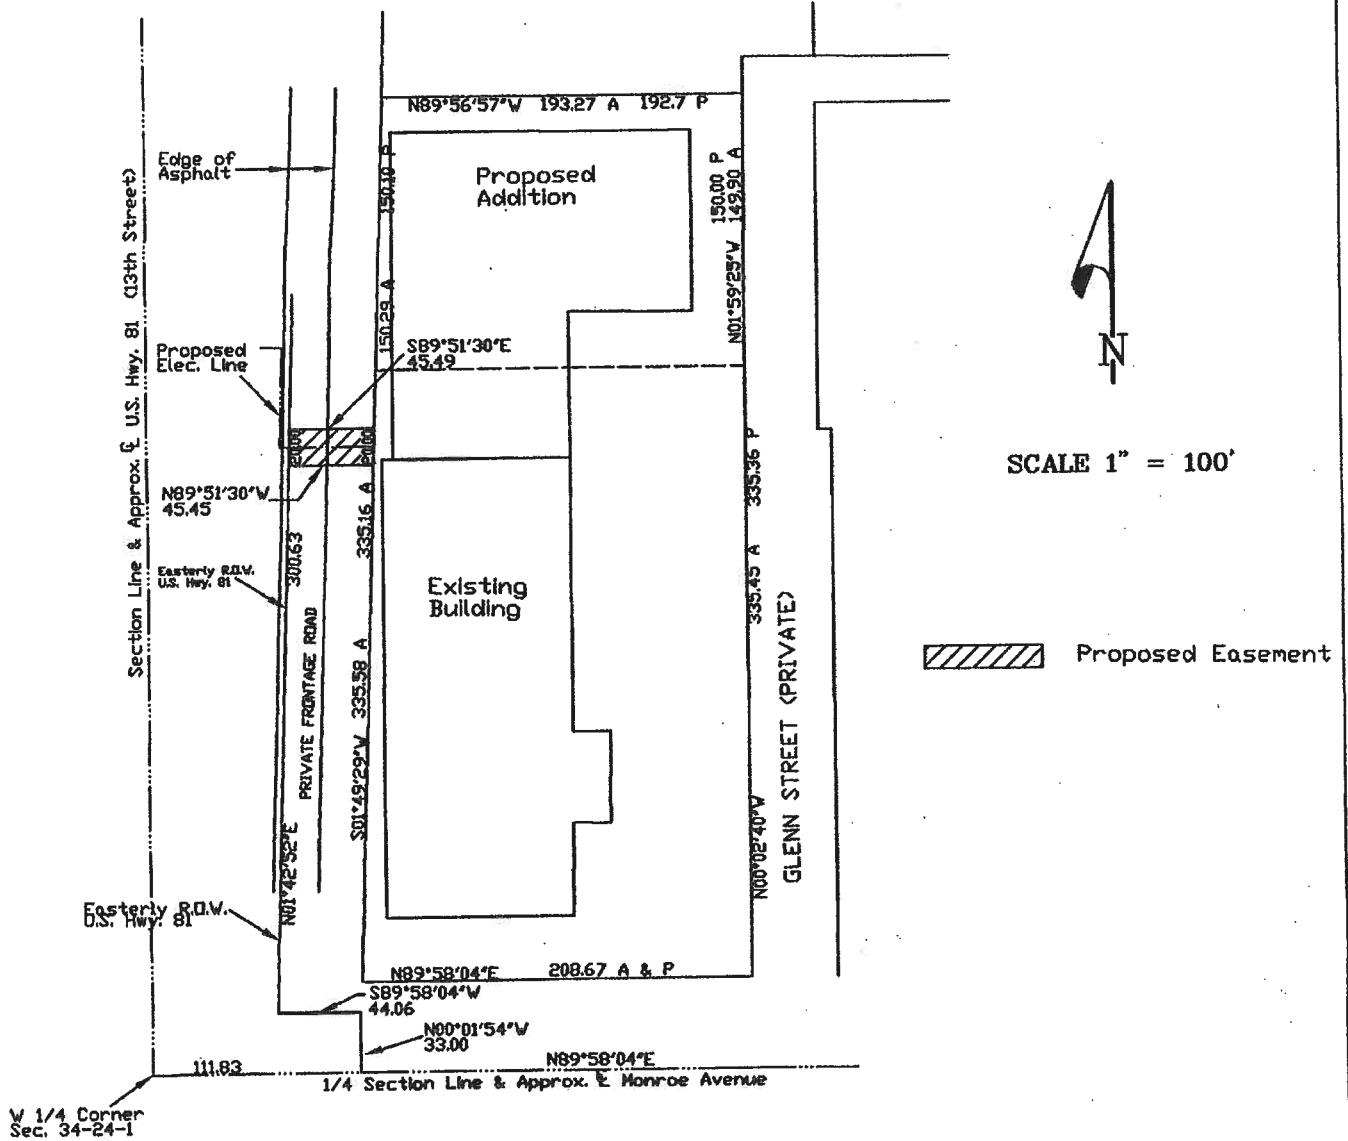 N89°56'57"W 193.27 A 192.7 P
Edge of
Asphalt
Proposed
Addition
150.10 P
150.29 A
150.00 P
N01°59'25"W 149.90 A
Section Line & Approx. ℄ U.S. Hwy. 81 (13th Street)
Proposed
Elec. Line
S89°51'30"E
45.49
20.00
20.00
N89°51'30"W
45.45
N
SCALE 1" = 100'
335.16 A
335.36 P
300.63
Easterly R.O.W.
U.S. Hwy. 81
Existing
Building
335.45 A
PRIVATE FRONTAGE ROAD
S01°49'29"W 335.58 A
GLENN STREET (PRIVATE)
Proposed Easement
N01°42'52"E
N00°02'40"W
Easterly R.O.W.
U.S. Hwy. 81
N89°58'04"E 208.67 A & P
S89°58'04"W
44.06
N00°01'54"W
33.00
111.83
N89°58'04"E
1/4 Section Line & Approx. ℄ Monroe Avenue
W 1/4 Corner
Sec. 34-24-1